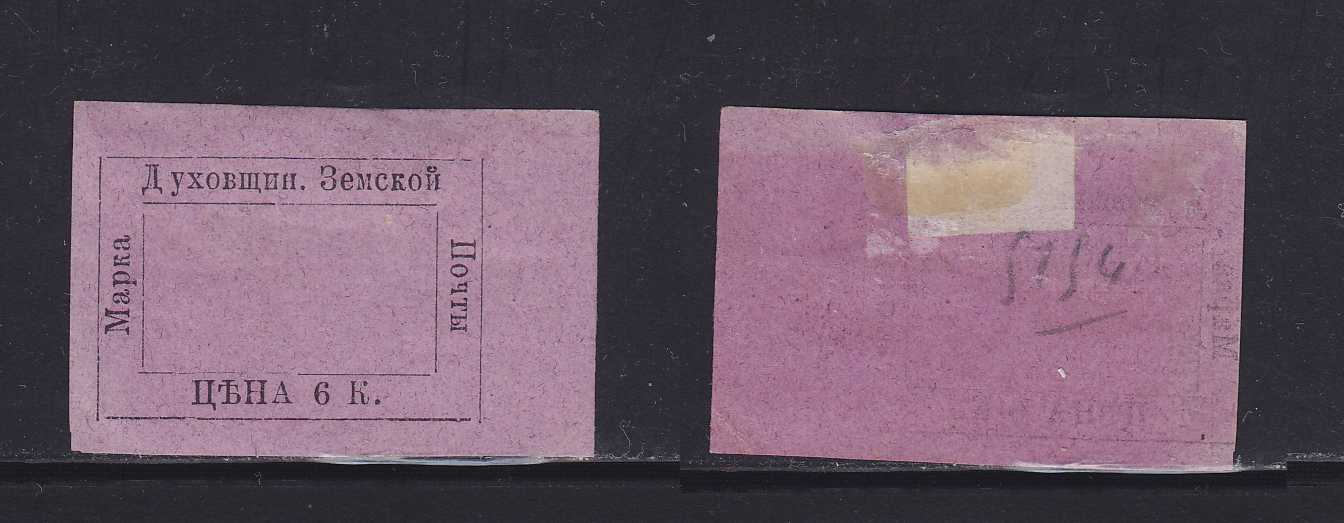 Духовщин. Земской
Марка
Почты
ЦѢНА 6 К.